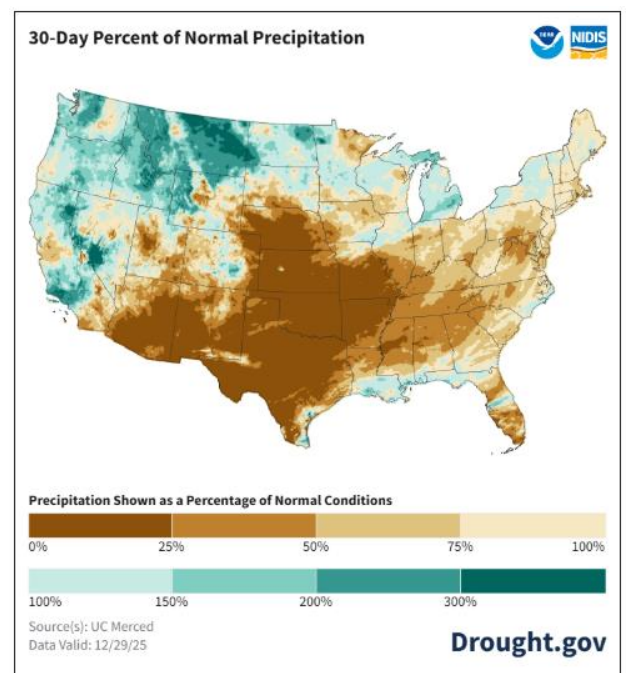 30-Day Percent of Normal Precipitation
NOAA
NIDIS
Precipitation Shown as a Percentage of Normal Conditions
0% 25% 50% 75% 100%
100% 150% 200% 300%
Source(s): UC Merced
Data Valid: 12/29/25
Drought.gov